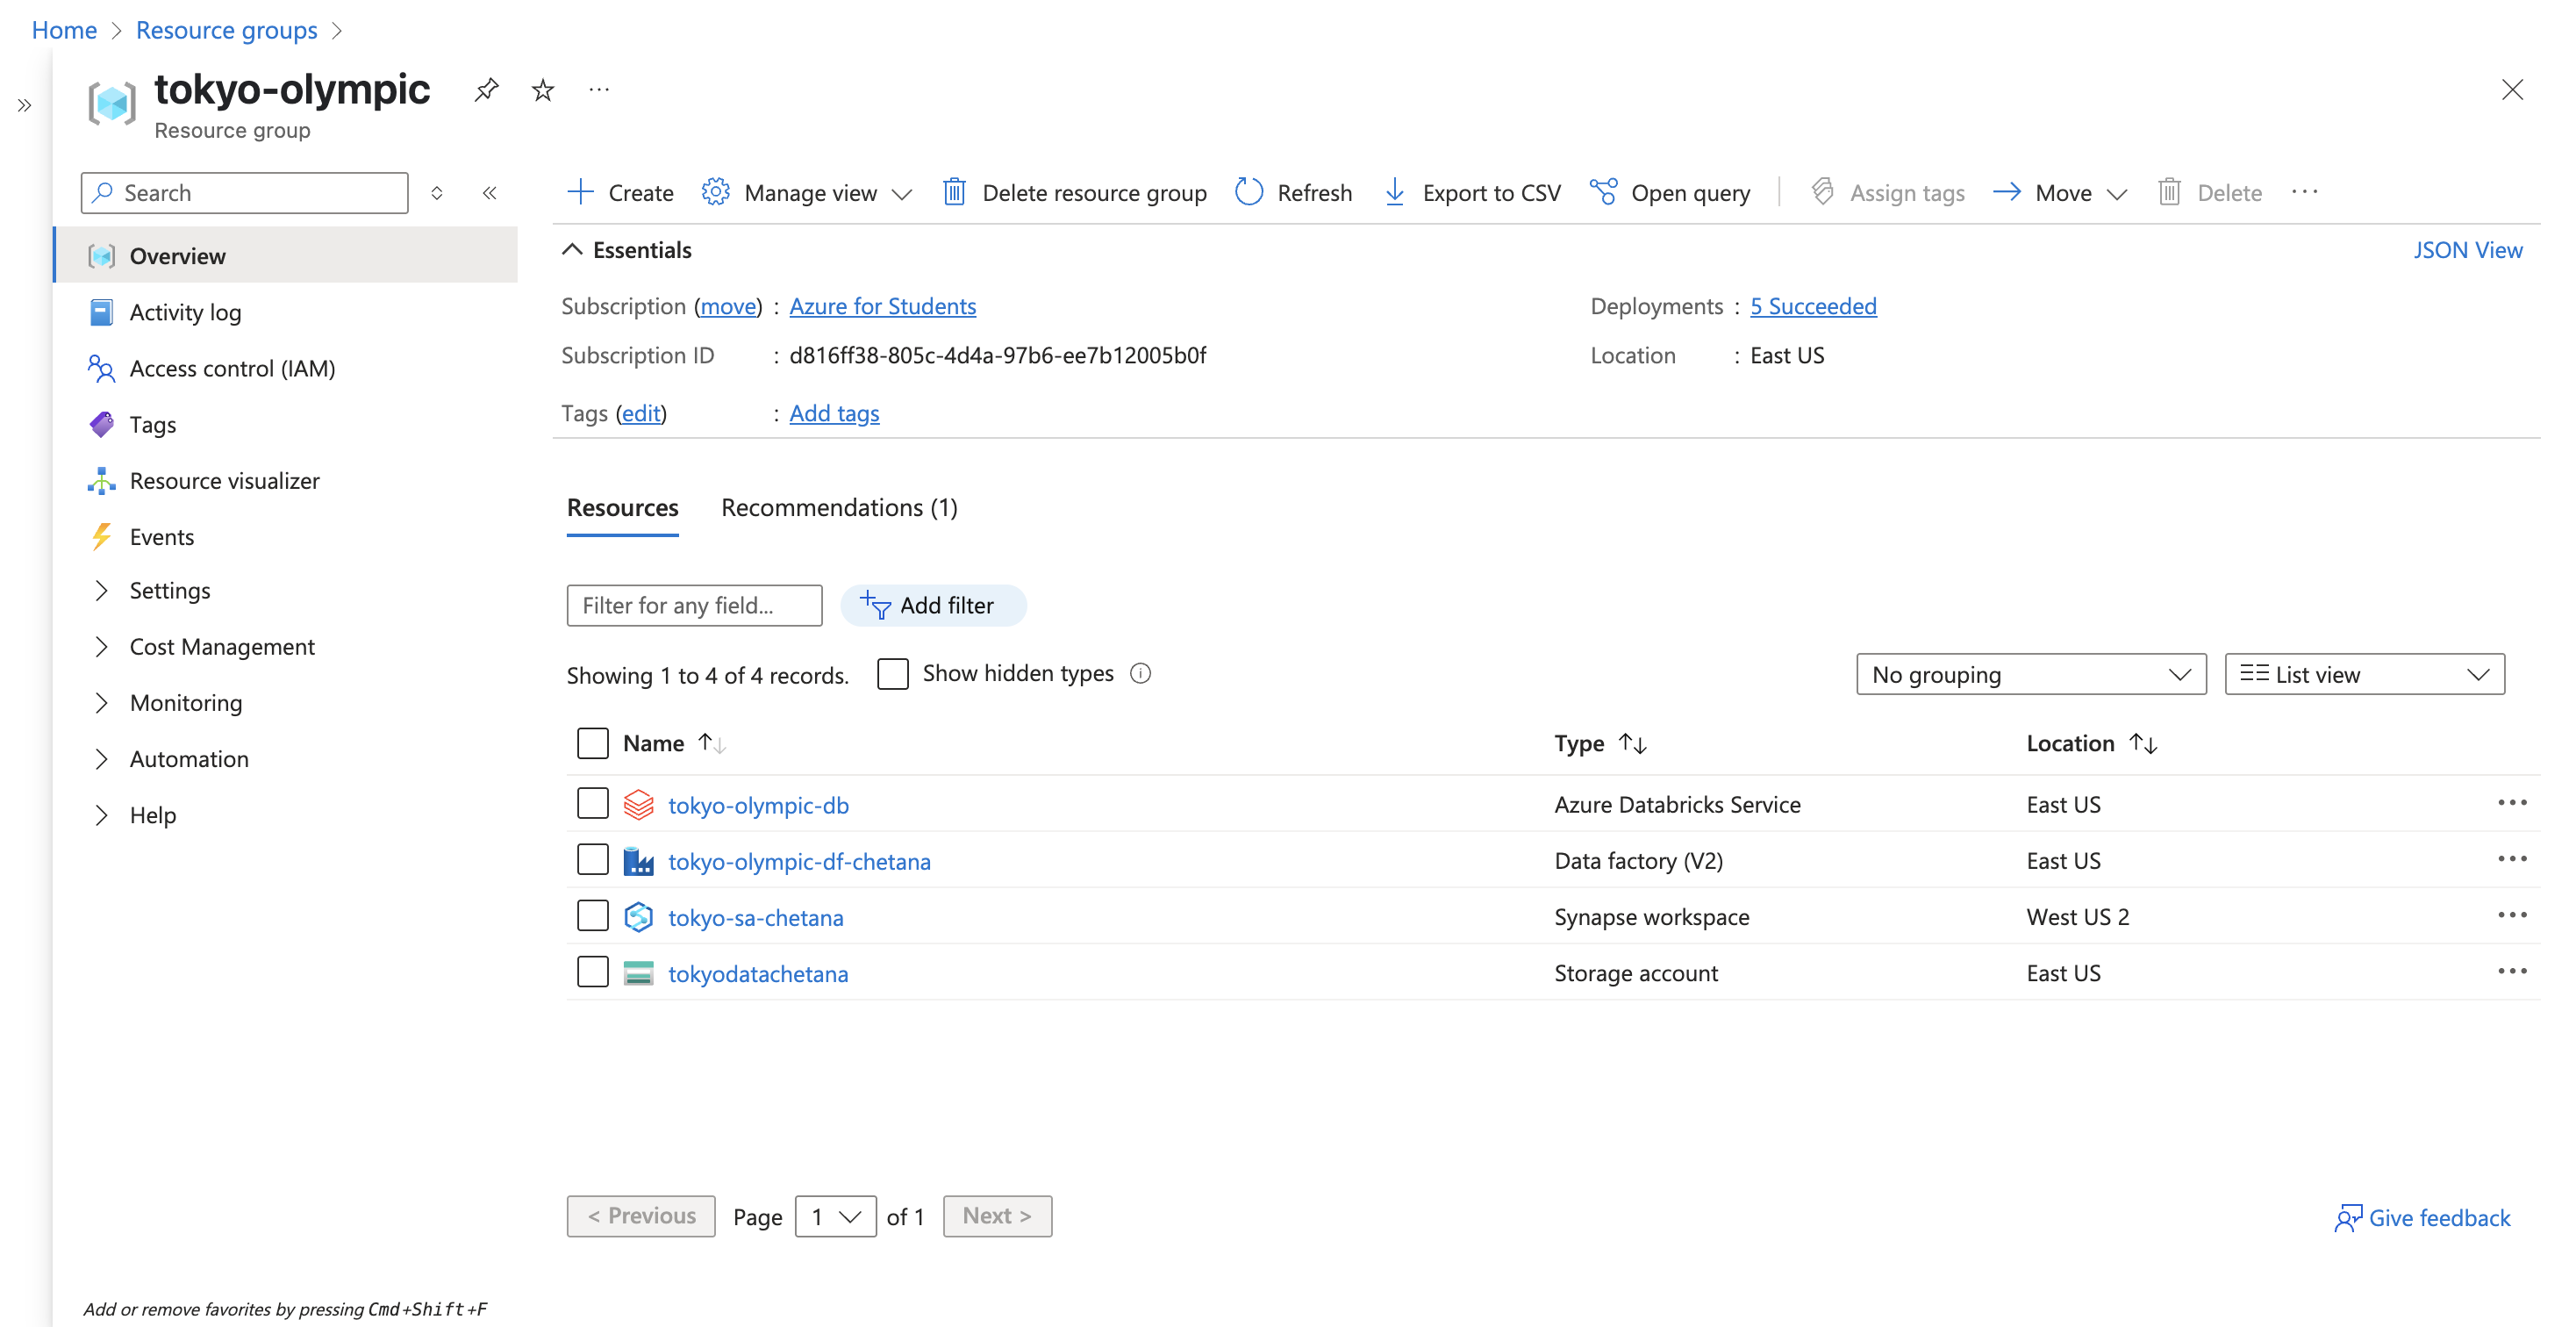 Home > Resource groups >
tokyo-olympic ...
Resource group
Search
Overview
Activity log
Access control (IAM)
Tags
Resource visualizer
Events
Settings
Cost Management
Monitoring
Automation
Help
Add or remove favorites by pressing Cmd+Shift+F
Create Manage view Delete resource group Refresh Export to CSV Open query Assign tags Move Delete ...
Essentials JSON View
Subscription (move) : Azure for Students Deployments : 5 Succeeded
Subscription ID : d816ff38-805c-4d4a-97b6-ee7b12005b0f Location : East US
Tags (edit) : Add tags
Resources Recommendations (1)
Filter for any field... Add filter
Showing 1 to 4 of 4 records. Show hidden types No grouping List view
Name Type Location
tokyo-olympic-db Azure Databricks Service East US ...
tokyo-olympic-df-chetana Data factory (V2) East US ...
tokyo-sa-chetana Synapse workspace West US 2 ...
tokyodatachetana Storage account East US ...
< Previous Page 1 of 1 Next > Give feedback